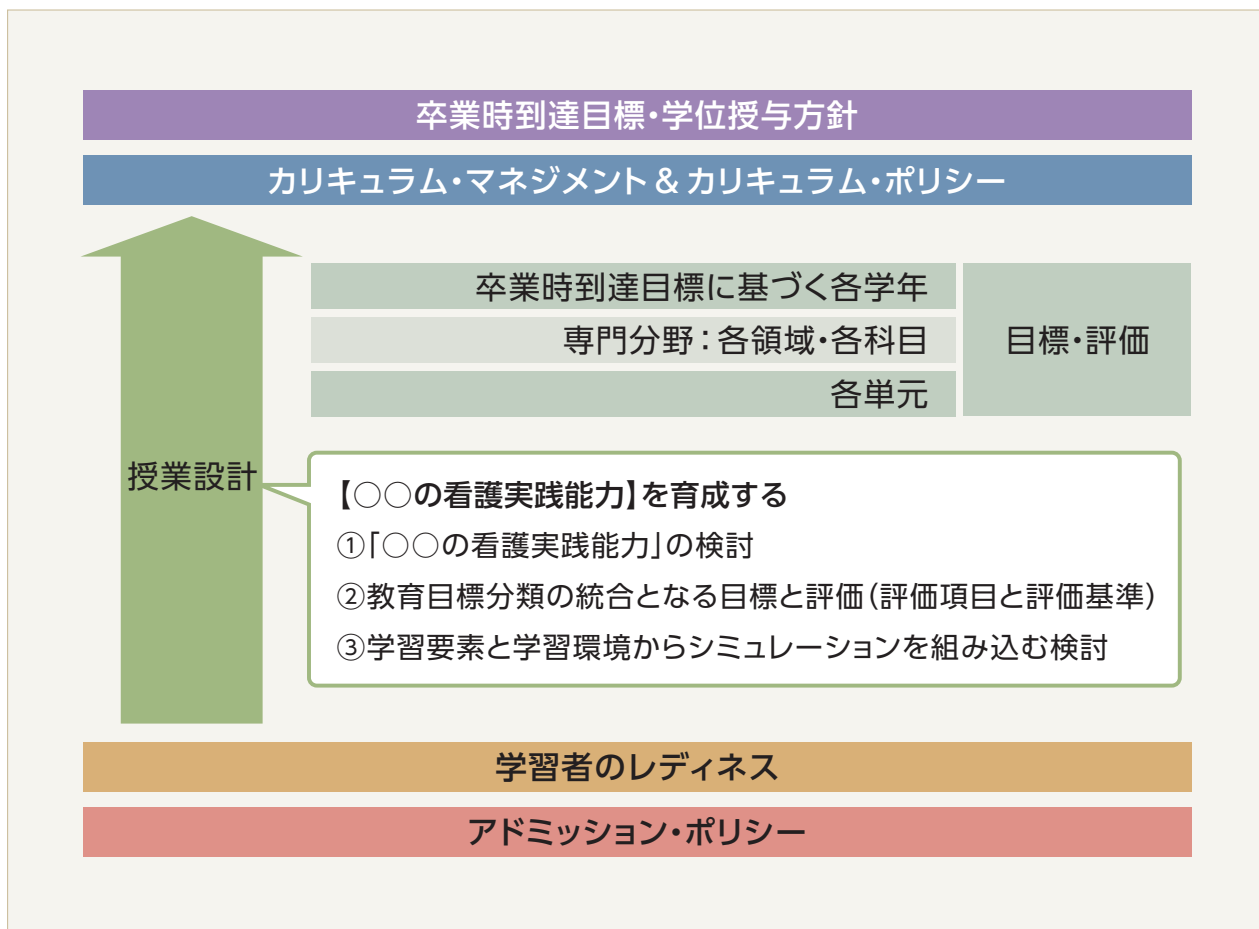 卒業時到達目標・学位授与方針
カリキュラム・マネジメント & カリキュラム・ポリシー
卒業時到達目標に基づく各学年
専門分野：各領域・各科目
各単元
目標・評価
授業設計
【○○の看護実践能力】を育成する
①「○○の看護実践能力」の検討
②教育目標分類の統合となる目標と評価（評価項目と評価基準）
③学習要素と学習環境からシミュレーションを組み込む検討
学習者のレディネス
アドミッション・ポリシー